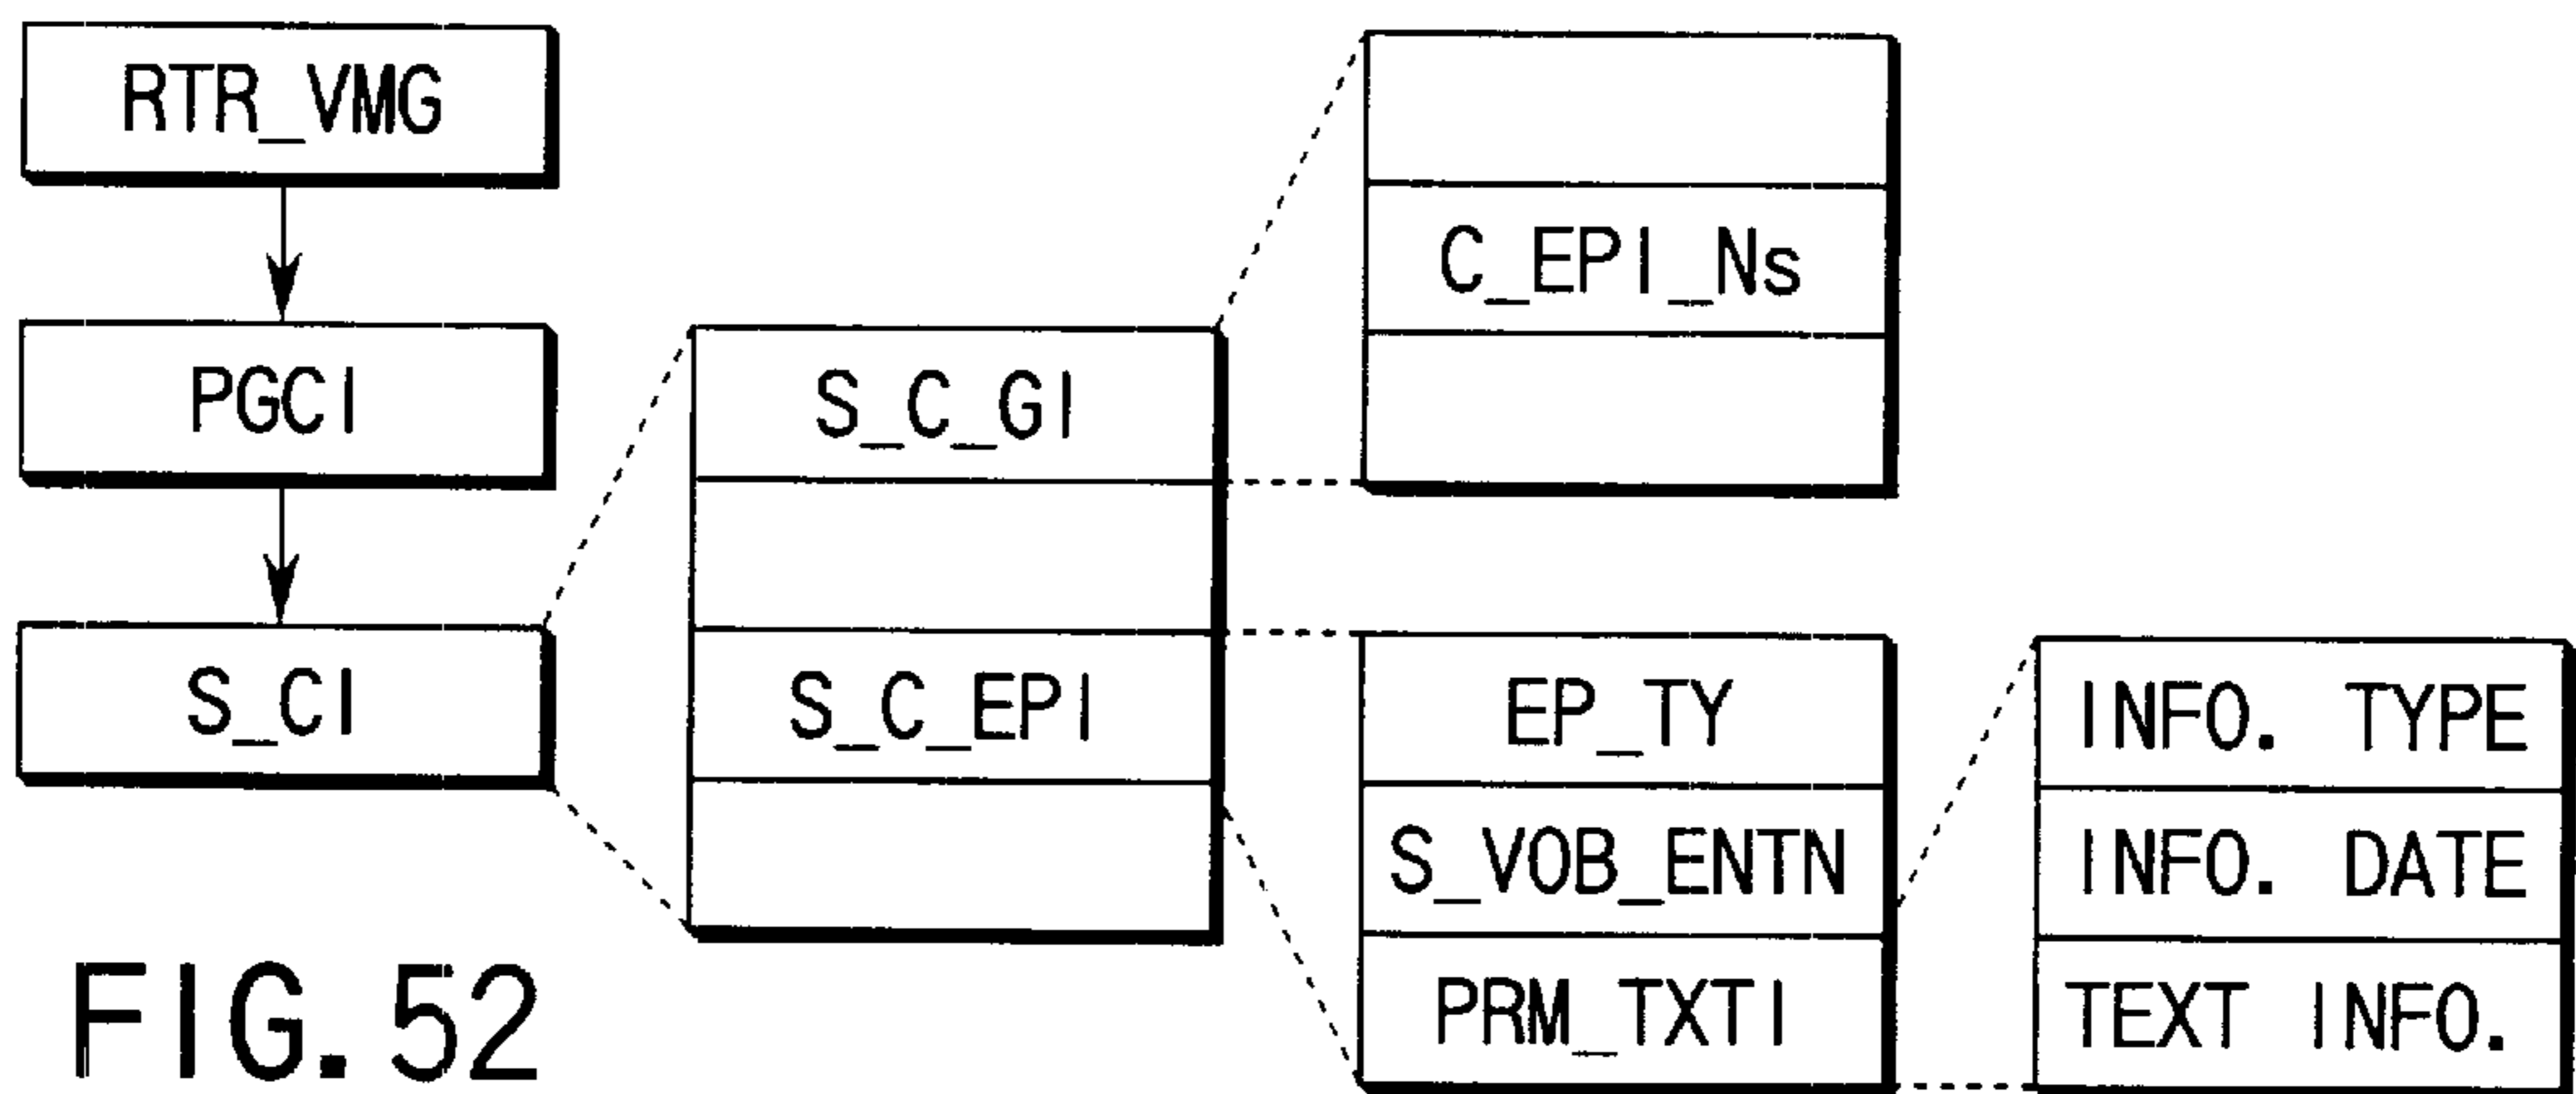 RTR_VMG
PGCI
S_CI
S_C_GI
S_C_EPI
C_EPI_Ns
EP_TY
S_VOB_ENTN
PRM_TXTI
INFO. TYPE
INFO. DATE
TEXT INFO.
FIG. 52